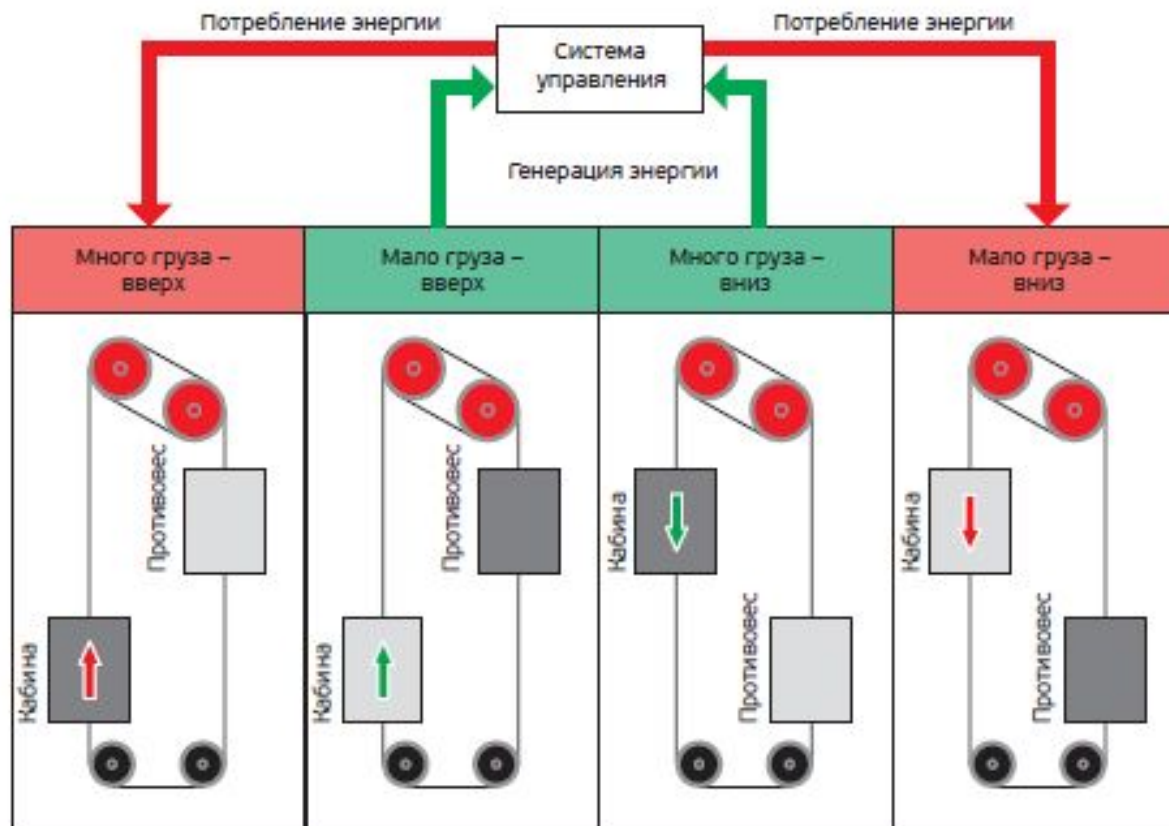 Потребление энергии
Потребление энергии
Система
управления
Генерация энергии
Много груза –
вверх
Мало груза –
вверх
Много груза –
вниз
Мало груза –
вниз
Противовес
Кабина
Противовес
Кабина
Кабина
Противовес
Кабина
Противовес